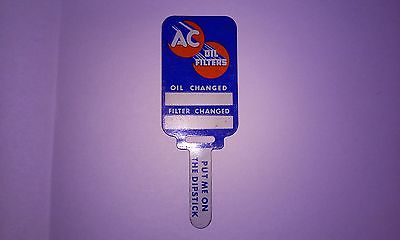 AC
OIL
FILTERS
OIL CHANGED
FILTER CHANGED
PUT ME ON
THE DIPSTICK